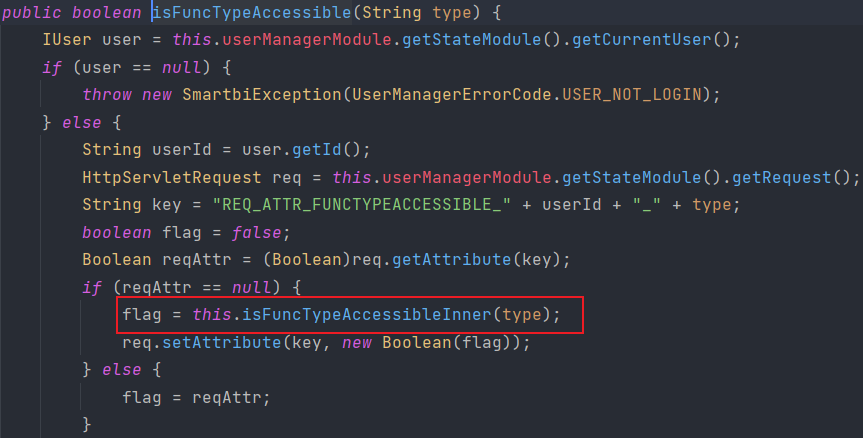 public boolean isFuncTypeAccessible(String type) {
    IUser user = this.userManagerModule.getStateModule().getCurrentUser();
    if (user == null) {
        throw new SmartbiException(UserManagerErrorCode.USER_NOT_LOGIN);
    } else {
        String userId = user.getId();
        HttpServletRequest req = this.userManagerModule.getStateModule().getRequest();
        String key = "REQ_ATTR_FUNCTYPEACCESSIBLE_" + userId + "_" + type;
        boolean flag = false;
        Boolean reqAttr = (Boolean)req.getAttribute(key);
        if (reqAttr == null) {
            flag = this.isFuncTypeAccessibleInner(type);
            req.setAttribute(key, new Boolean(flag));
        } else {
            flag = reqAttr;
        }